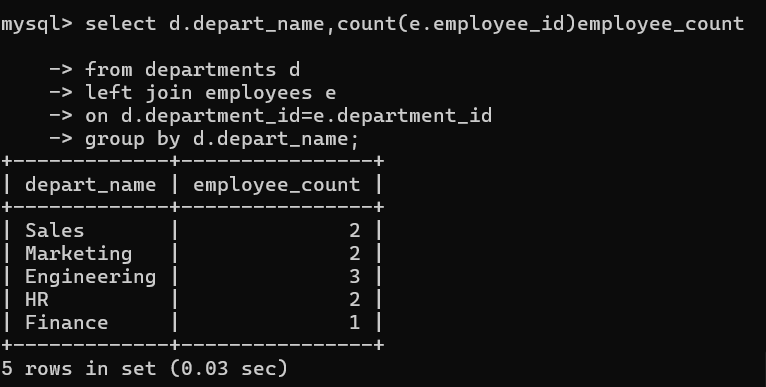 mysql> select d.depart_name,count(e.employee_id)employee_count
    -> from departments d
    -> left join employees e
    -> on d.department_id=e.department_id
    -> group by d.depart_name;
+-------------+----------------+
| depart_name | employee_count |
+-------------+----------------+
| Sales       |              2 |
| Marketing   |              2 |
| Engineering |              3 |
| HR          |              2 |
| Finance     |              1 |
+-------------+----------------+
5 rows in set (0.03 sec)